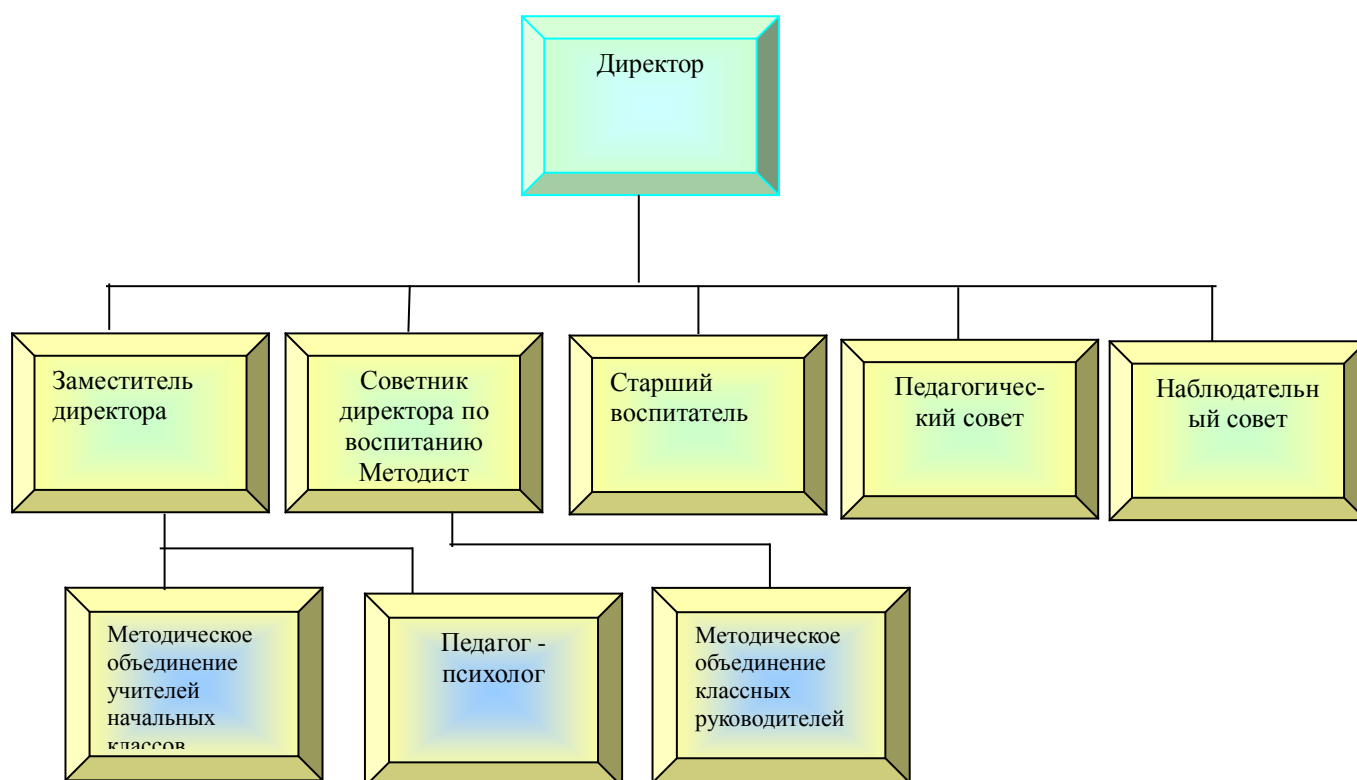 Директор
Заместитель
директора
Советник
директора по
воспитанию
Методист
Старший
воспитатель
Педагогичес-
кий совет
Наблюдательн
ый совет
Методическое
объединение
учителей
начальных
классов
Педагог -
психолог
Методическое
объединение
классных
руководителей